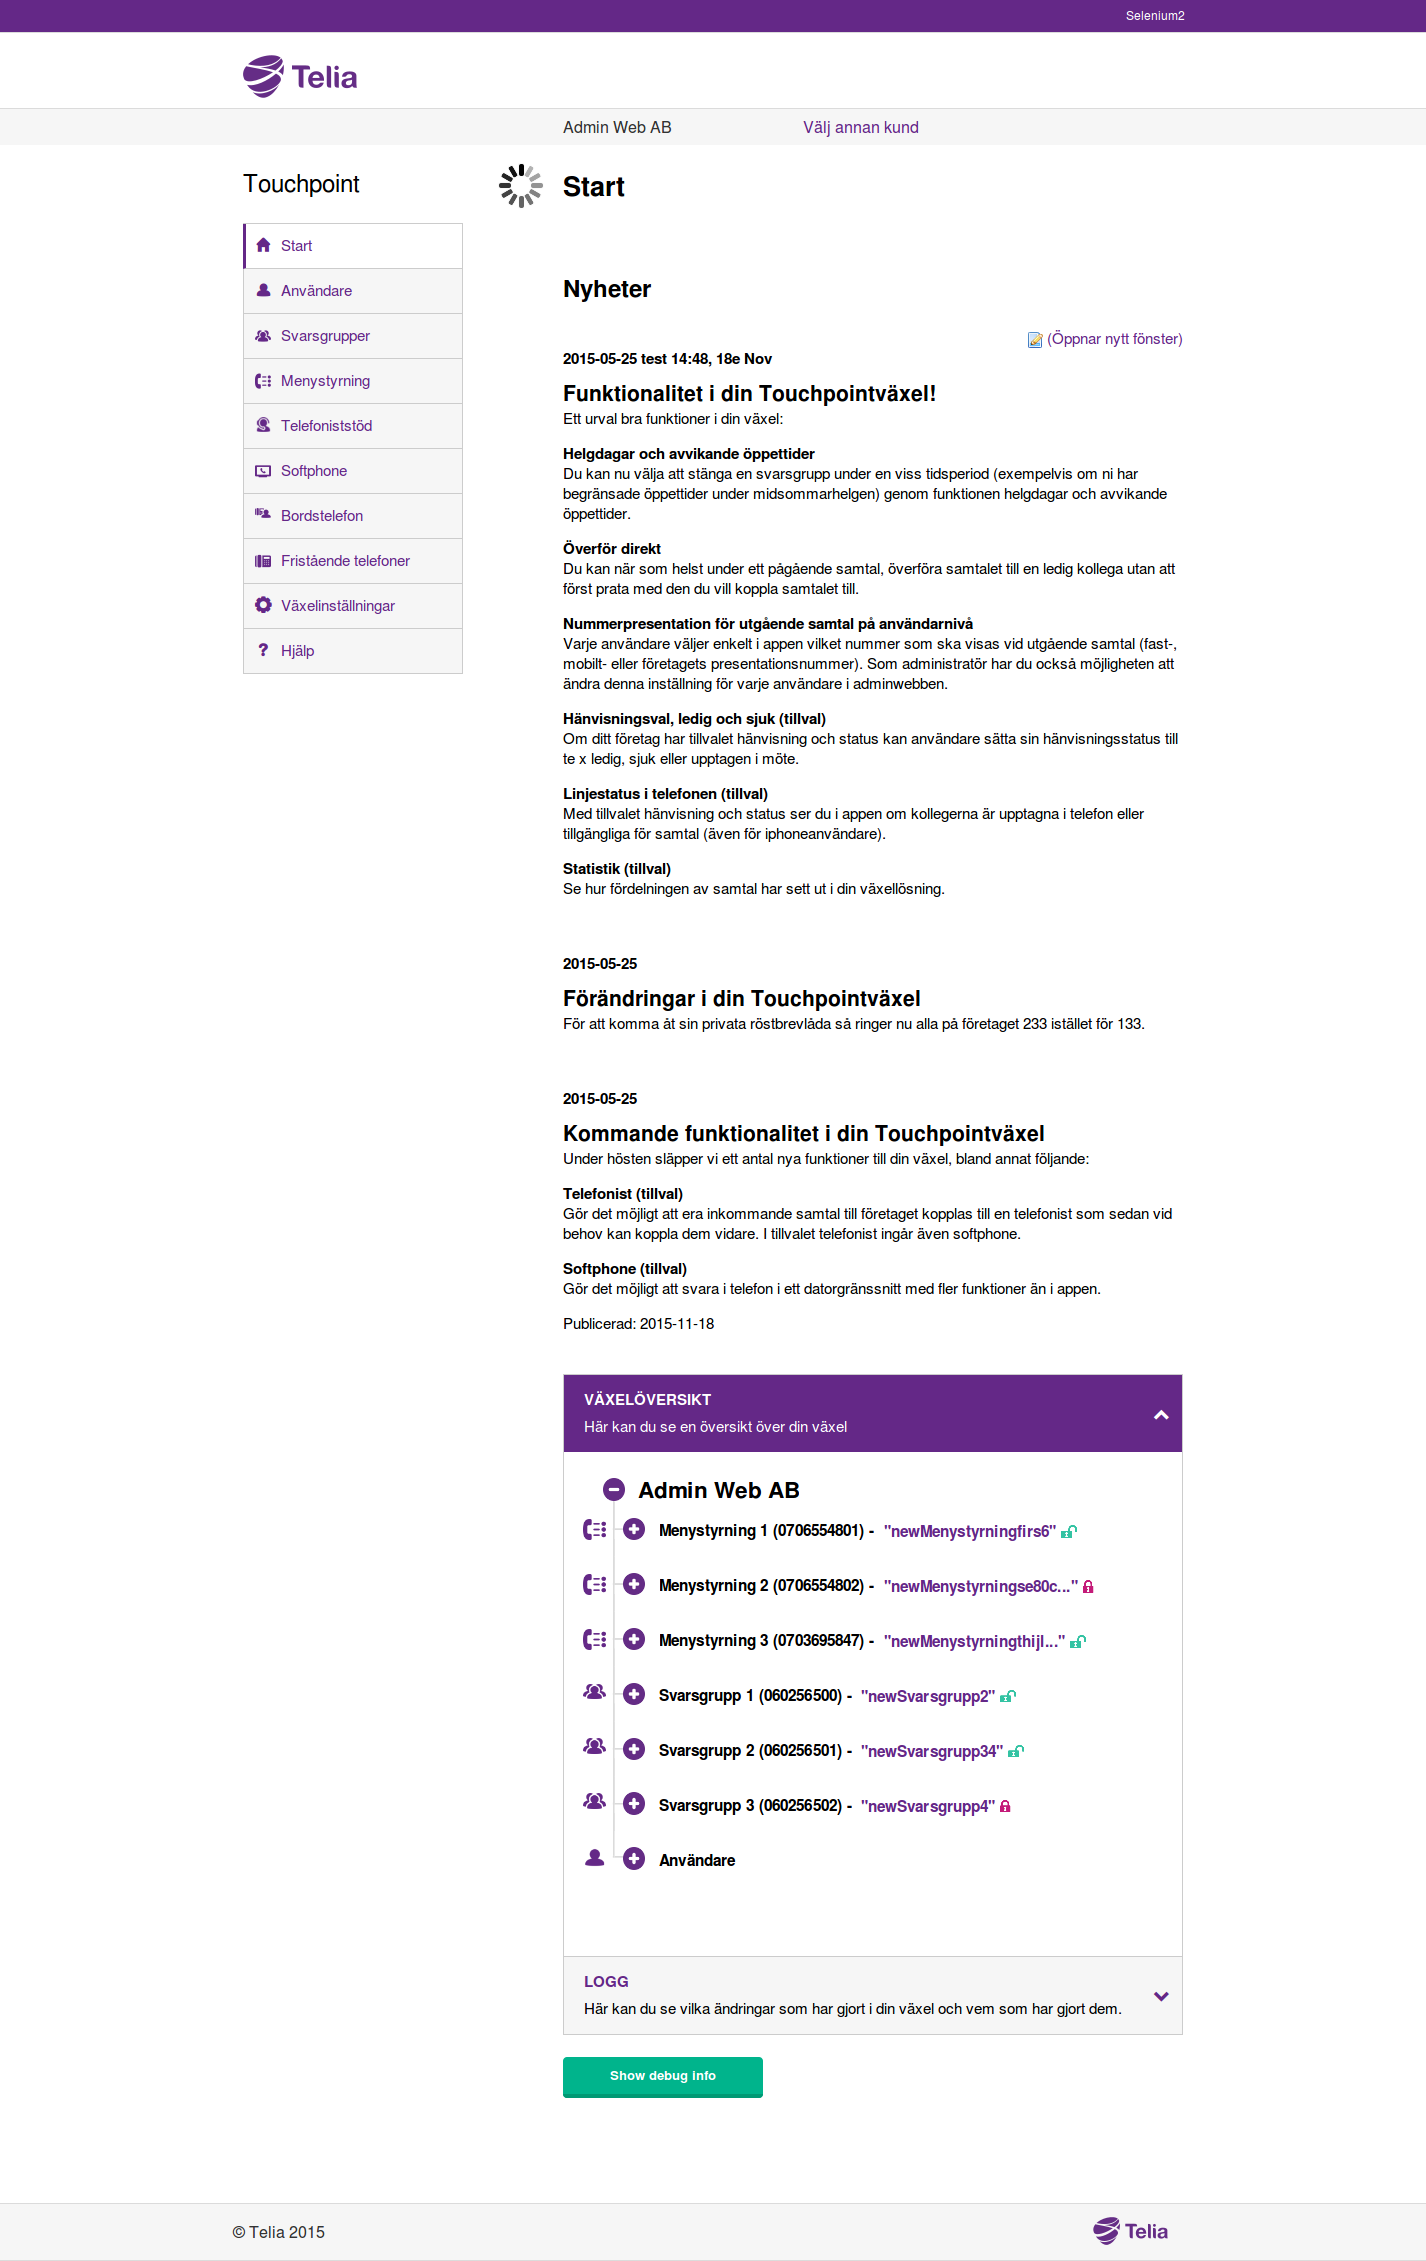 Selenium2
Telia
Admin Web AB
Välj annan kund
Touchpoint
Start
Användare
Svarsgrupper
Menystyrning
Telefoniststöd
Softphone
Bordstelefon
Fristående telefoner
Växelinställningar
Hjälp
Start
Nyheter
(Öppnar nytt fönster)
2015-05-25 test 14:48, 18e Nov
Funktionalitet i din Touchpointväxel!
Ett urval bra funktioner i din växel:
Helgdagar och avvikande öppettider
Du kan nu välja att stänga en svarsgrupp under en viss tidsperiod (exempelvis om ni har
begränsade öppettider under midsommarhelgen) genom funktionen helgdagar och avvikande
öppettider.
Överför direkt
Du kan när som helst under ett pågående samtal, överföra samtalet till en ledig kollega utan att
först prata med den du vill koppla samtalet till.
Nummerpresentation för utgående samtal på användarnivå
Varje användare väljer enkelt i appen vilket nummer som ska visas vid utgående samtal (fast-,
mobilt- eller företagets presentationsnummer). Som administratör har du också möjligheten att
ändra denna inställning för varje användare i adminwebben.
Hänvisningsval, ledig och sjuk (tillval)
Om ditt företag har tillvalet hänvisning och status kan användare sätta sin hänvisningsstatus till
te x ledig, sjuk eller upptagen i möte.
Linjestatus i telefonen (tillval)
Med tillvalet hänvisning och status ser du i appen om kollegerna är upptagna i telefon eller
tillgängliga för samtal (även för iphoneanvändare).
Statistik (tillval)
Se hur fördelningen av samtal har sett ut i din växellösning.
2015-05-25
Förändringar i din Touchpointväxel
För att komma åt sin privata röstbrevlåda så ringer nu alla på företaget 233 istället för 133.
2015-05-25
Kommande funktionalitet i din Touchpointväxel
Under hösten släpper vi ett antal nya funktioner till din växel, bland annat följande:
Telefonist (tillval)
Gör det möjligt att era inkommande samtal till företaget kopplas till en telefonist som sedan vid
behov kan koppla dem vidare. I tillvalet telefonist ingår även softphone.
Softphone (tillval)
Gör det möjligt att svara i telefon i ett datorgränssnitt med fler funktioner än i appen.
Publicerad: 2015-11-18
VÄXELÖVERSIKT
Här kan du se en översikt över din växel
Admin Web AB
Menystyrning 1 (0706554801) - "newMenystyrningfirs6"
Menystyrning 2 (0706554802) - "newMenystyrningse80c..."
Menystyrning 3 (0703695847) - "newMenystyrningthijl..."
Svarsgrupp 1 (060256500) - "newSvarsgrupp2"
Svarsgrupp 2 (060256501) - "newSvarsgrupp34"
Svarsgrupp 3 (060256502) - "newSvarsgrupp4"
Användare
LOGG
Här kan du se vilka ändringar som har gjort i din växel och vem som har gjort dem.
Show debug info
© Telia 2015
Telia